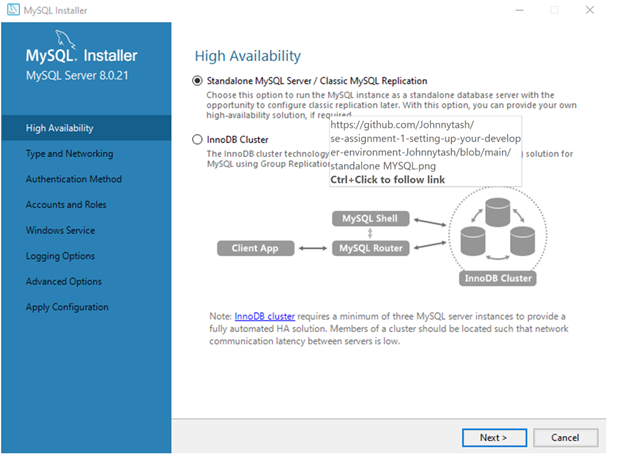 MySQL Installer
MySQL. Installer
MySQL Server 8.0.21
High Availability
Type and Networking
Authentication Method
Accounts and Roles
Windows Service
Logging Options
Advanced Options
Apply Configuration
High Availability
Standalone MySQL Server / Classic MySQL Replication
Choose this option to run the MySQL instance as a standalone database server with the
opportunity to configure classic replication later. With this option, you can provide your own
high-availability solution, if required.
https://github.com/Johnnytash/
se-assignment-1-setting-up-your-develop
er-environment-Johnnytash/blob/main/
standalone MYSQL.png
Ctrl+Click to follow link
InnoDB Cluster
The InnoDB cluster technology solution for
MySQL using Group Replication
MySQL Shell
Client App
MySQL Router
InnoDB Cluster
Note: InnoDB cluster requires a minimum of three MySQL server instances to provide a
fully automated HA solution. Members of a cluster should be located such that network
communication latency between servers is low.
Next >
Cancel